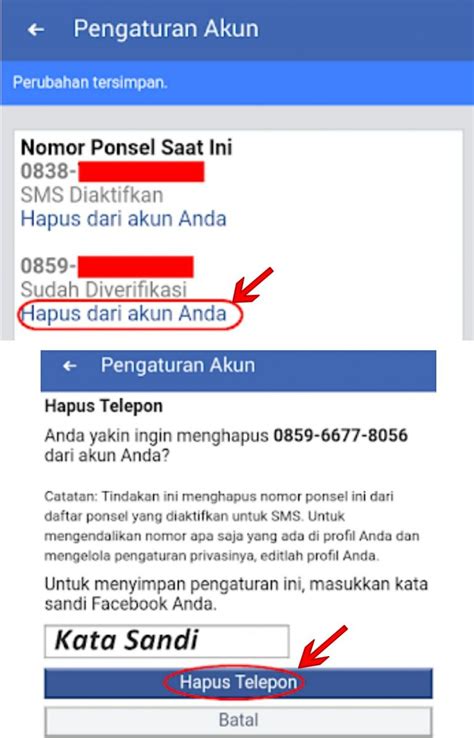 Pengaturan Akun
Perubahan tersimpan.
Nomor Ponsel Saat Ini
0838-
SMS Diaktifkan
Hapus dari akun Anda
0859-
Sudah Diverifikasi
Hapus dari akun Anda
Pengaturan Akun
Hapus Telepon
Anda yakin ingin menghapus 0859-6677-8056
dari akun Anda?
Catatan: Tindakan ini menghapus nomor ponsel ini dari
daftar ponsel yang diaktifkan untuk SMS. Untuk
mengendalikan nomor apa saja yang ada di profil Anda dan
mengelola pengaturan privasinya, editlah profil Anda.
Untuk menyimpan pengaturan ini, masukkan kata
sandi Facebook Anda.
Kata Sandi
Hapus Telepon
Batal